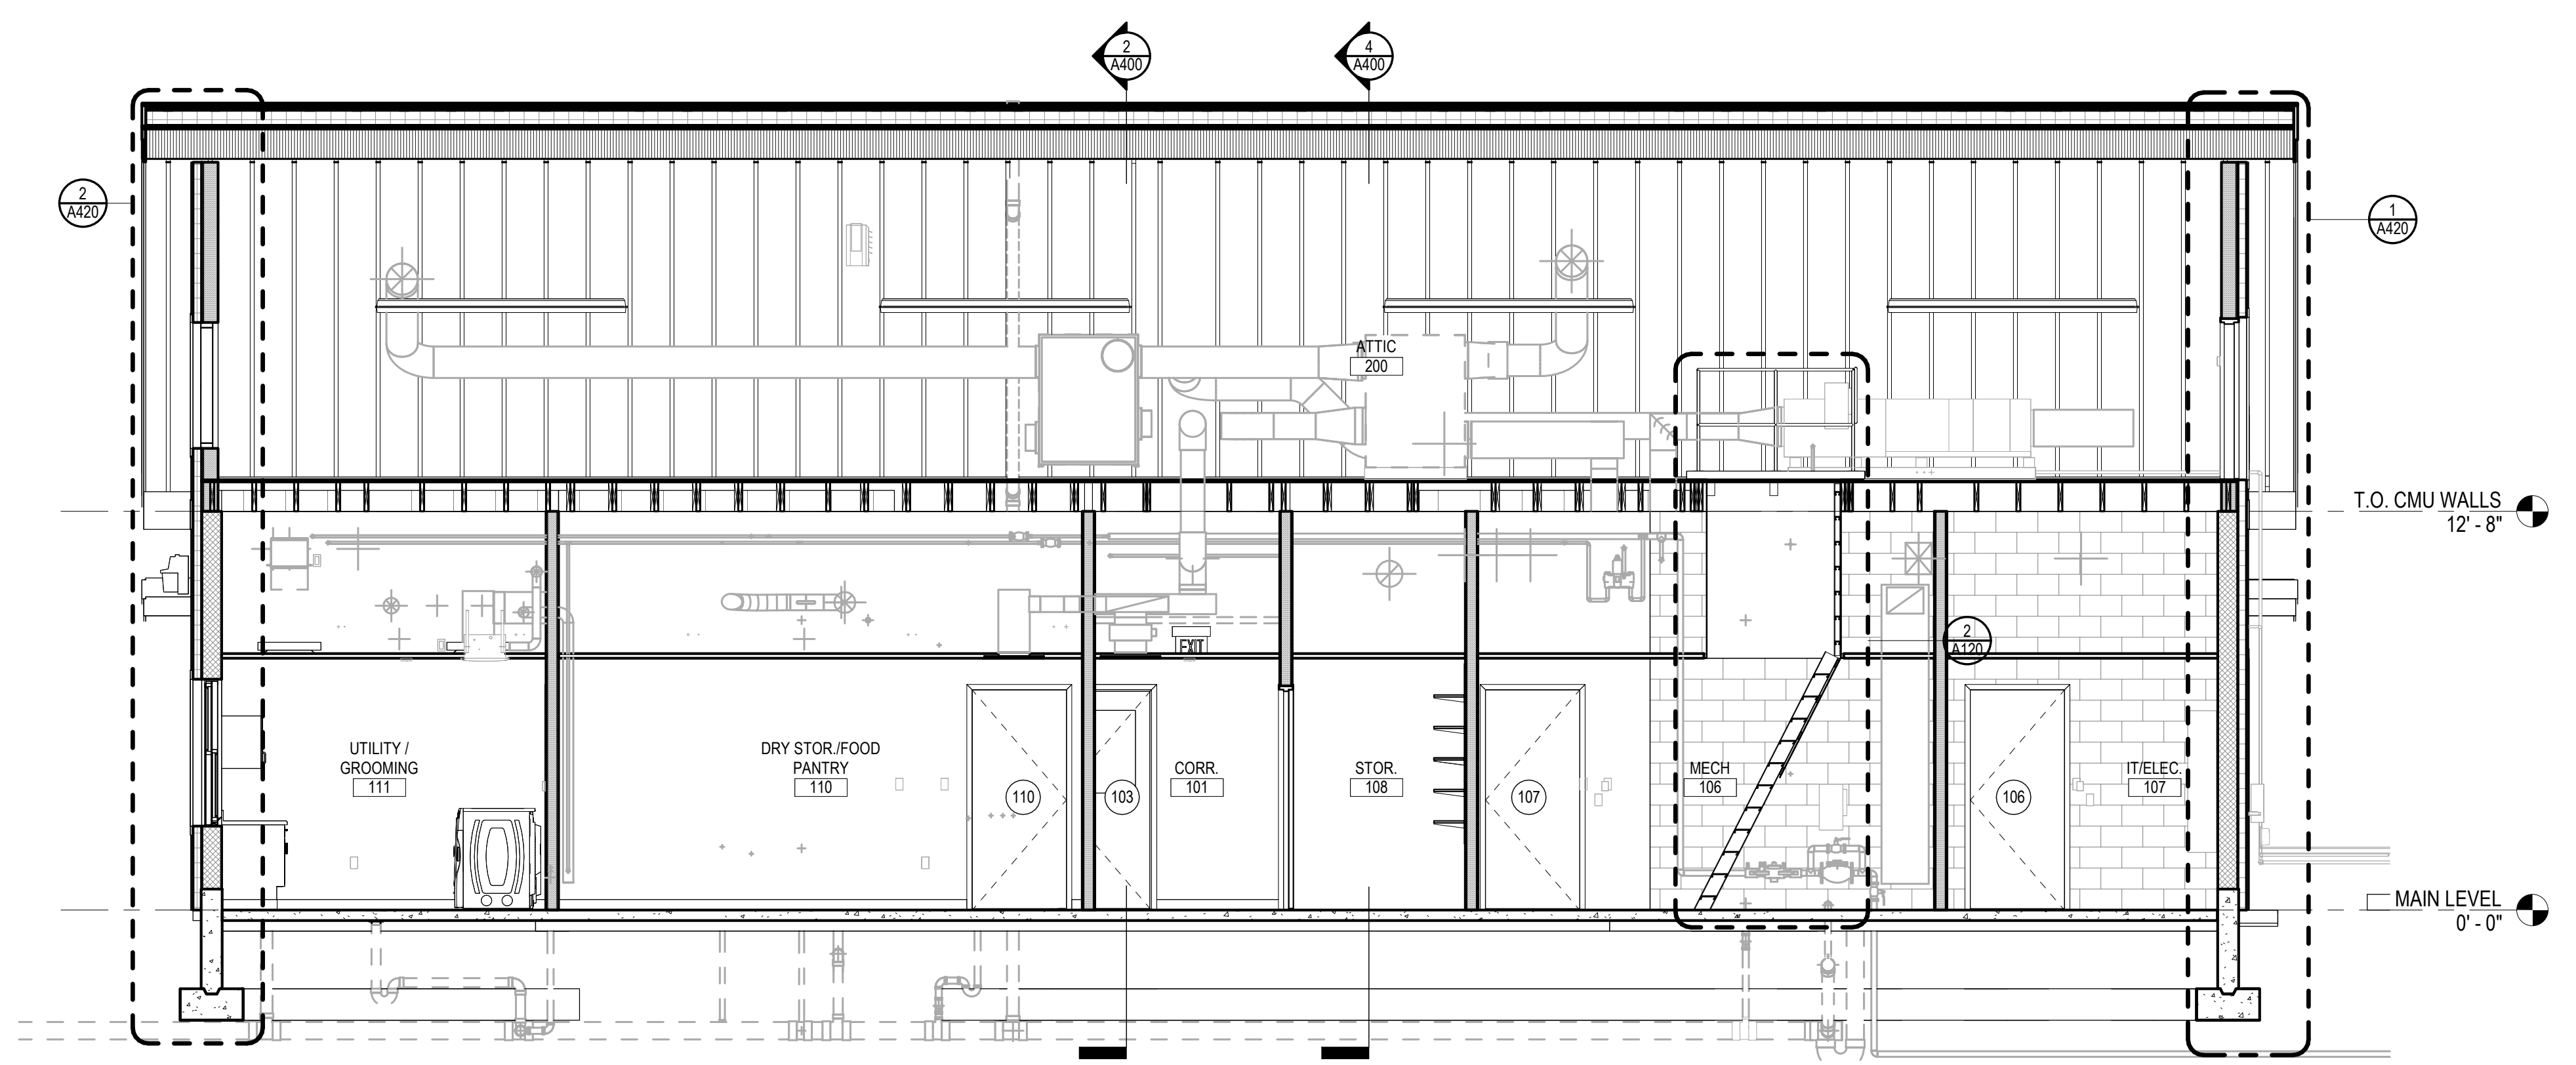 2
A400
4
A400
2
A420
1
A420
ATTIC
200
T.O. CMU WALLS
12' - 8"
EXIT
2
A120
UTILITY /
GROOMING
111
DRY STOR./FOOD
PANTRY
110
110
103
CORR.
101
STOR.
108
107
MECH
106
106
IT/ELEC.
107
MAIN LEVEL
0' - 0"